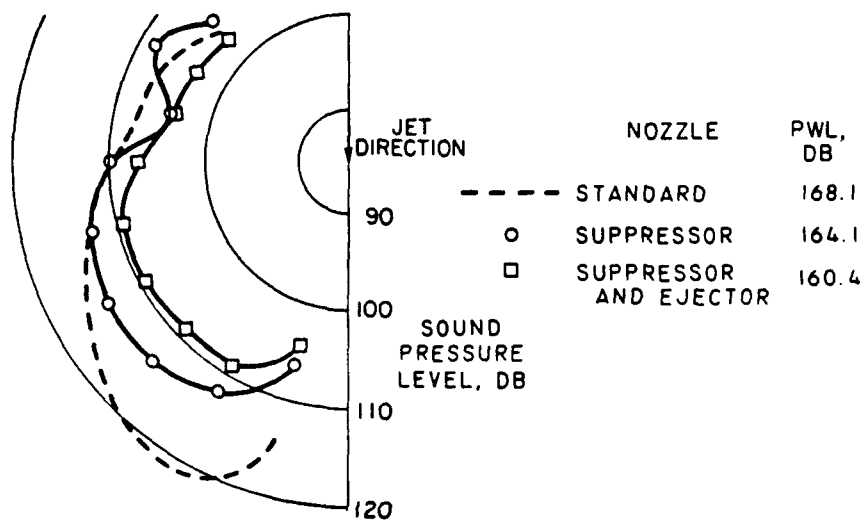 JET
DIRECTION
90
100
SOUND
PRESSURE
LEVEL, DB
110
120
NOZZLE PWL,
DB
STANDARD 168.1
SUPPRESSOR 164.1
SUPPRESSOR
AND EJECTOR 160.4